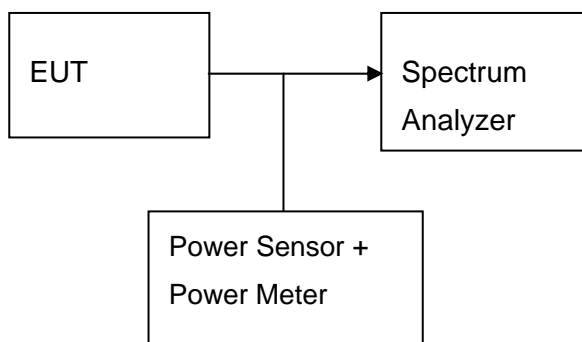 EUT
Spectrum
Analyzer
Power Sensor +
Power Meter